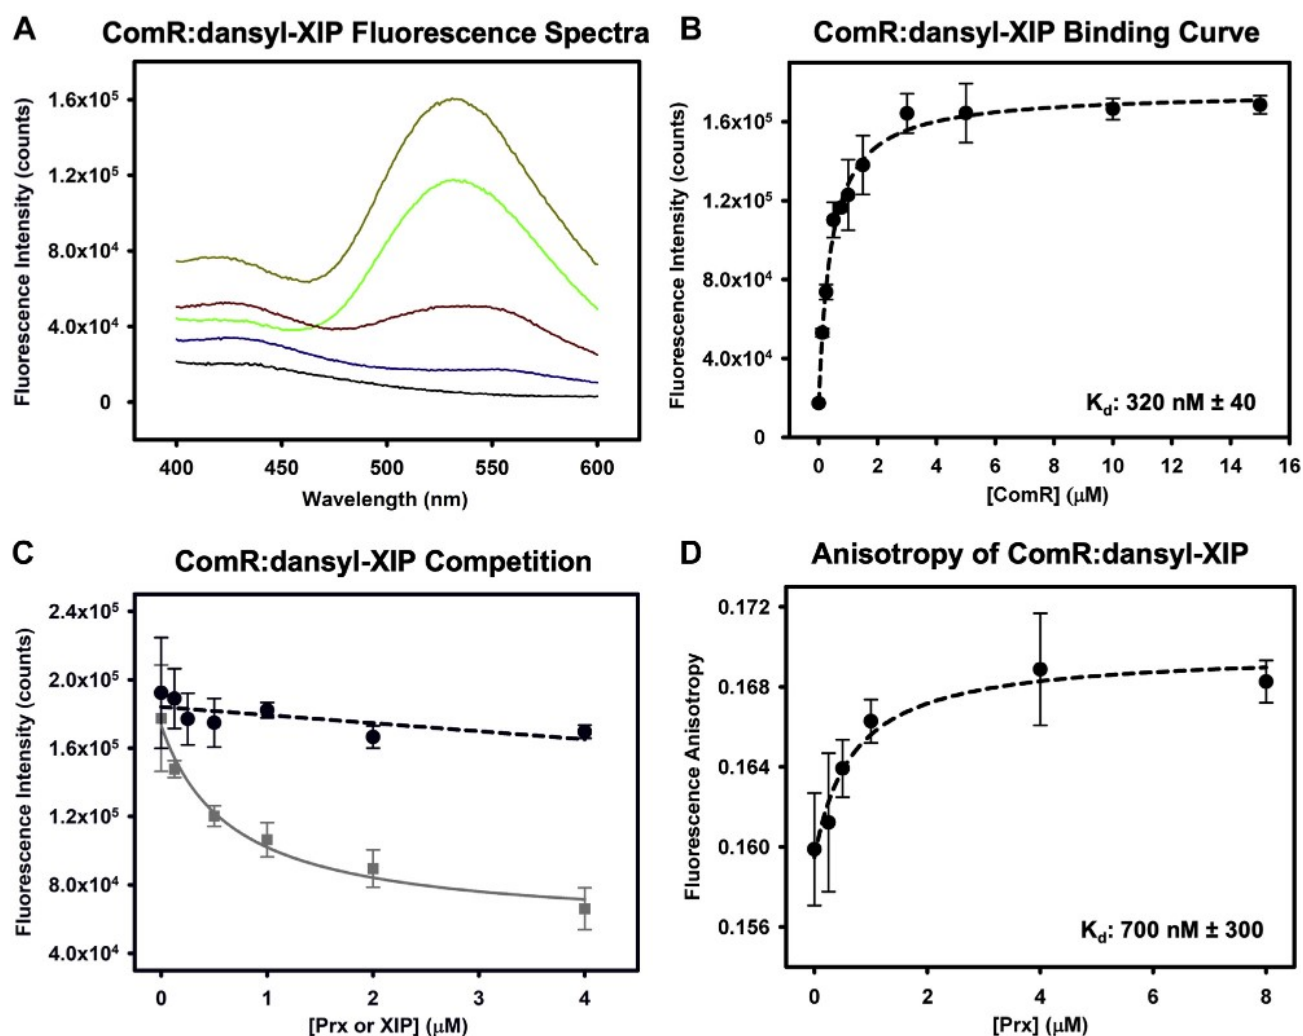 A ComR:dansyl-XIP Fluorescence Spectra
Fluorescence Intensity (counts)
1.6x10⁵
1.2x10⁵
8.0x10⁴
4.0x10⁴
0
400 450 500 550 600
Wavelength (nm)
B ComR:dansyl-XIP Binding Curve
Fluorescence Intensity (counts)
1.6x10⁵
1.2x10⁵
8.0x10⁴
4.0x10⁴
0
K_d: 320 nM ± 40
0 2 4 6 8 10 12 14 16
[ComR] (μM)
C ComR:dansyl-XIP Competition
Fluorescence Intensity (counts)
2.4x10⁵
2.0x10⁵
1.6x10⁵
1.2x10⁵
8.0x10⁴
4.0x10⁴
0 1 2 3 4
[Prx or XIP] (μM)
D Anisotropy of ComR:dansyl-XIP
Fluorescence Anisotropy
0.172
0.168
0.164
0.160
0.156
K_d: 700 nM ± 300
0 2 4 6 8
[Prx] (μM)